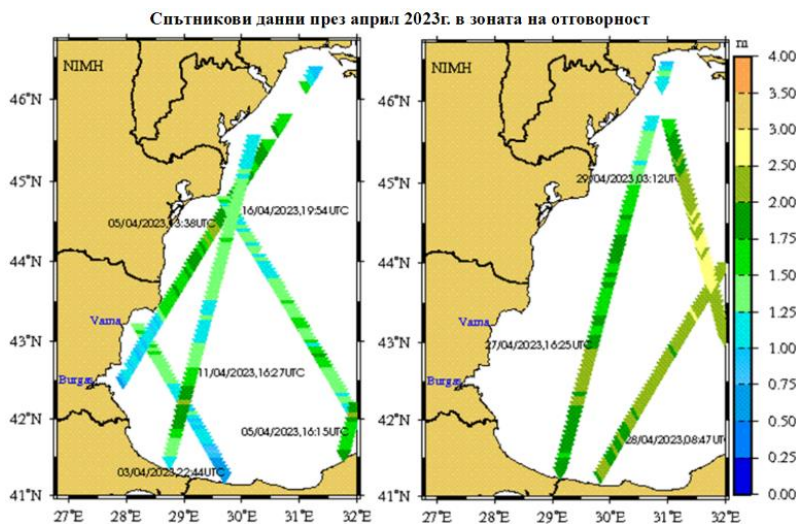 Спътникови данни през април 2023г. в зоната на отговорност
NIMH
46°N
45°N
44°N
43°N
42°N
41°N
27°E
28°E
29°E
30°E
31°E
32°E
Varna
Burgas
05/04/2023,13:38UTC
16/04/2023,19:54UTC
11/04/2023,16:27UTC
05/04/2023,16:15UTC
03/04/2023,22:44UTC
NIMH
46°N
45°N
44°N
43°N
42°N
41°N
27°E
28°E
29°E
30°E
31°E
32°E
Varna
Burgas
29/04/2023,03:12UTC
27/04/2023,16:25UTC
28/04/2023,08:47UTC
m
4.00
3.00
2.50
2.00
1.75
1.50
1.25
1.00
0.75
0.50
0.25
0.00